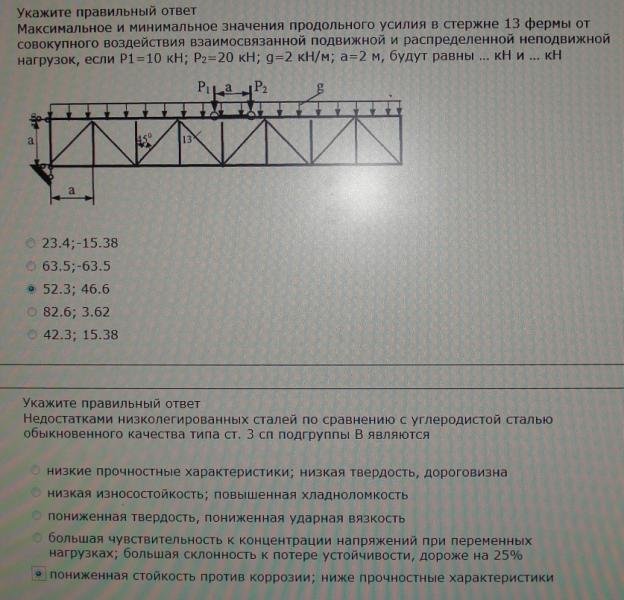 Укажите правильный ответ
Максимальное и минимальное значения продольного усилия в стержне 13 фермы от
совокупного воздействия взаимосвязанной подвижной и распределенной неподвижной
нагрузок, если P1=10 кН; P2=20 кН; g=2 кН/м; a=2 м, будут равны ... кН и ... кН
P1 a P2 g
a 45° 13
a
23.4;-15.38
63.5;-63.5
52.3; 46.6
82.6; 3.62
42.3; 15.38
Укажите правильный ответ
Недостатками низколегированных сталей по сравнению с углеродистой сталью
обыкновенного качества типа ст. 3 сп подгруппы В являются
низкие прочностные характеристики; низкая твердость, дороговизна
низкая износостойкость; повышенная хладноломкость
пониженная твердость, пониженная ударная вязкость
большая чувствительность к концентрации напряжений при переменных
нагрузках; большая склонность к потере устойчивости, дороже на 25%
пониженная стойкость против коррозии; ниже прочностные характеристики